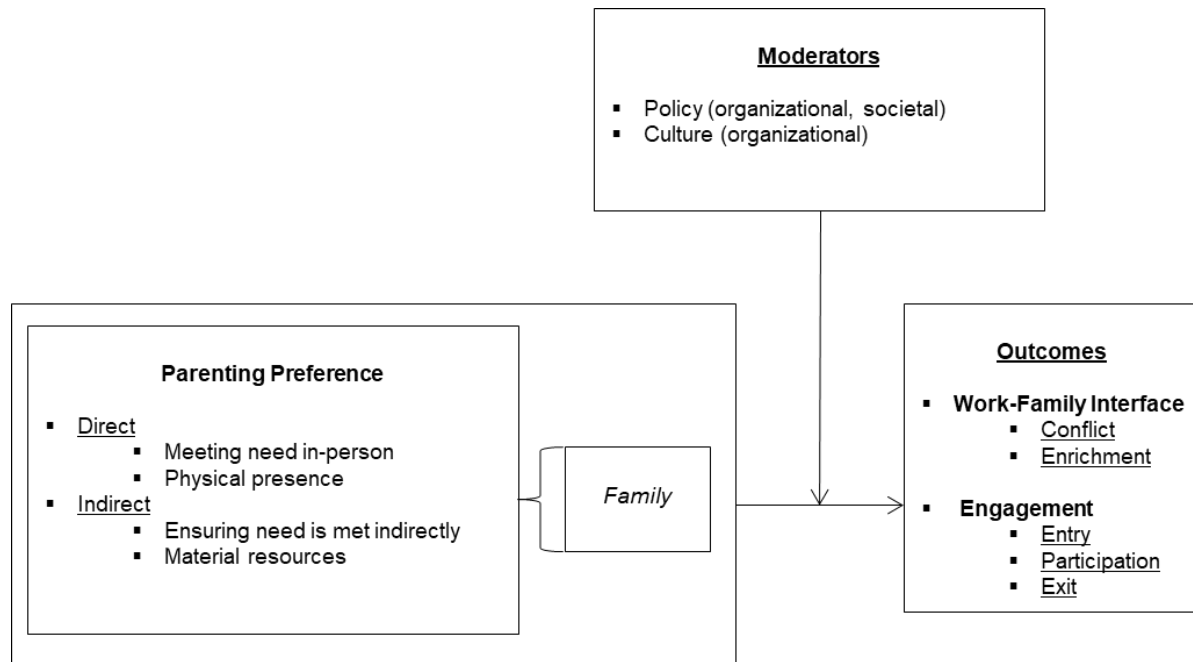 Moderators
▪ Policy (organizational, societal)
▪ Culture (organizational)
Parenting Preference
▪ Direct
▪ Meeting need in-person
▪ Physical presence
▪ Indirect
▪ Ensuring need is met indirectly
▪ Material resources
Family
Outcomes
▪ Work-Family Interface
▪ Conflict
▪ Enrichment
▪ Engagement
▪ Entry
▪ Participation
▪ Exit